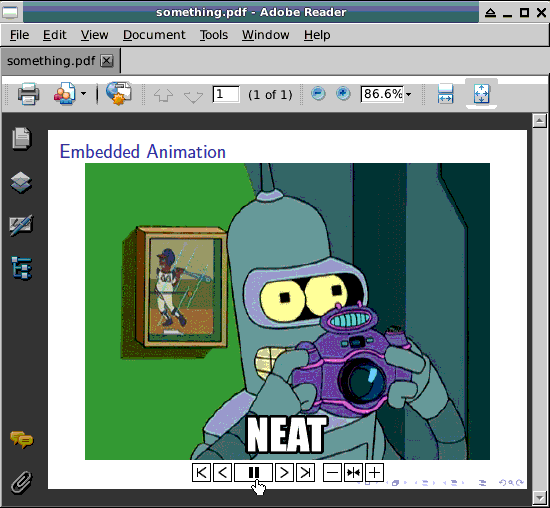 something.pdf - Adobe Reader
File Edit View Document Tools Window Help
something.pdf
1 (1 of 1) 86.6%
Embedded Animation
44
NEAT